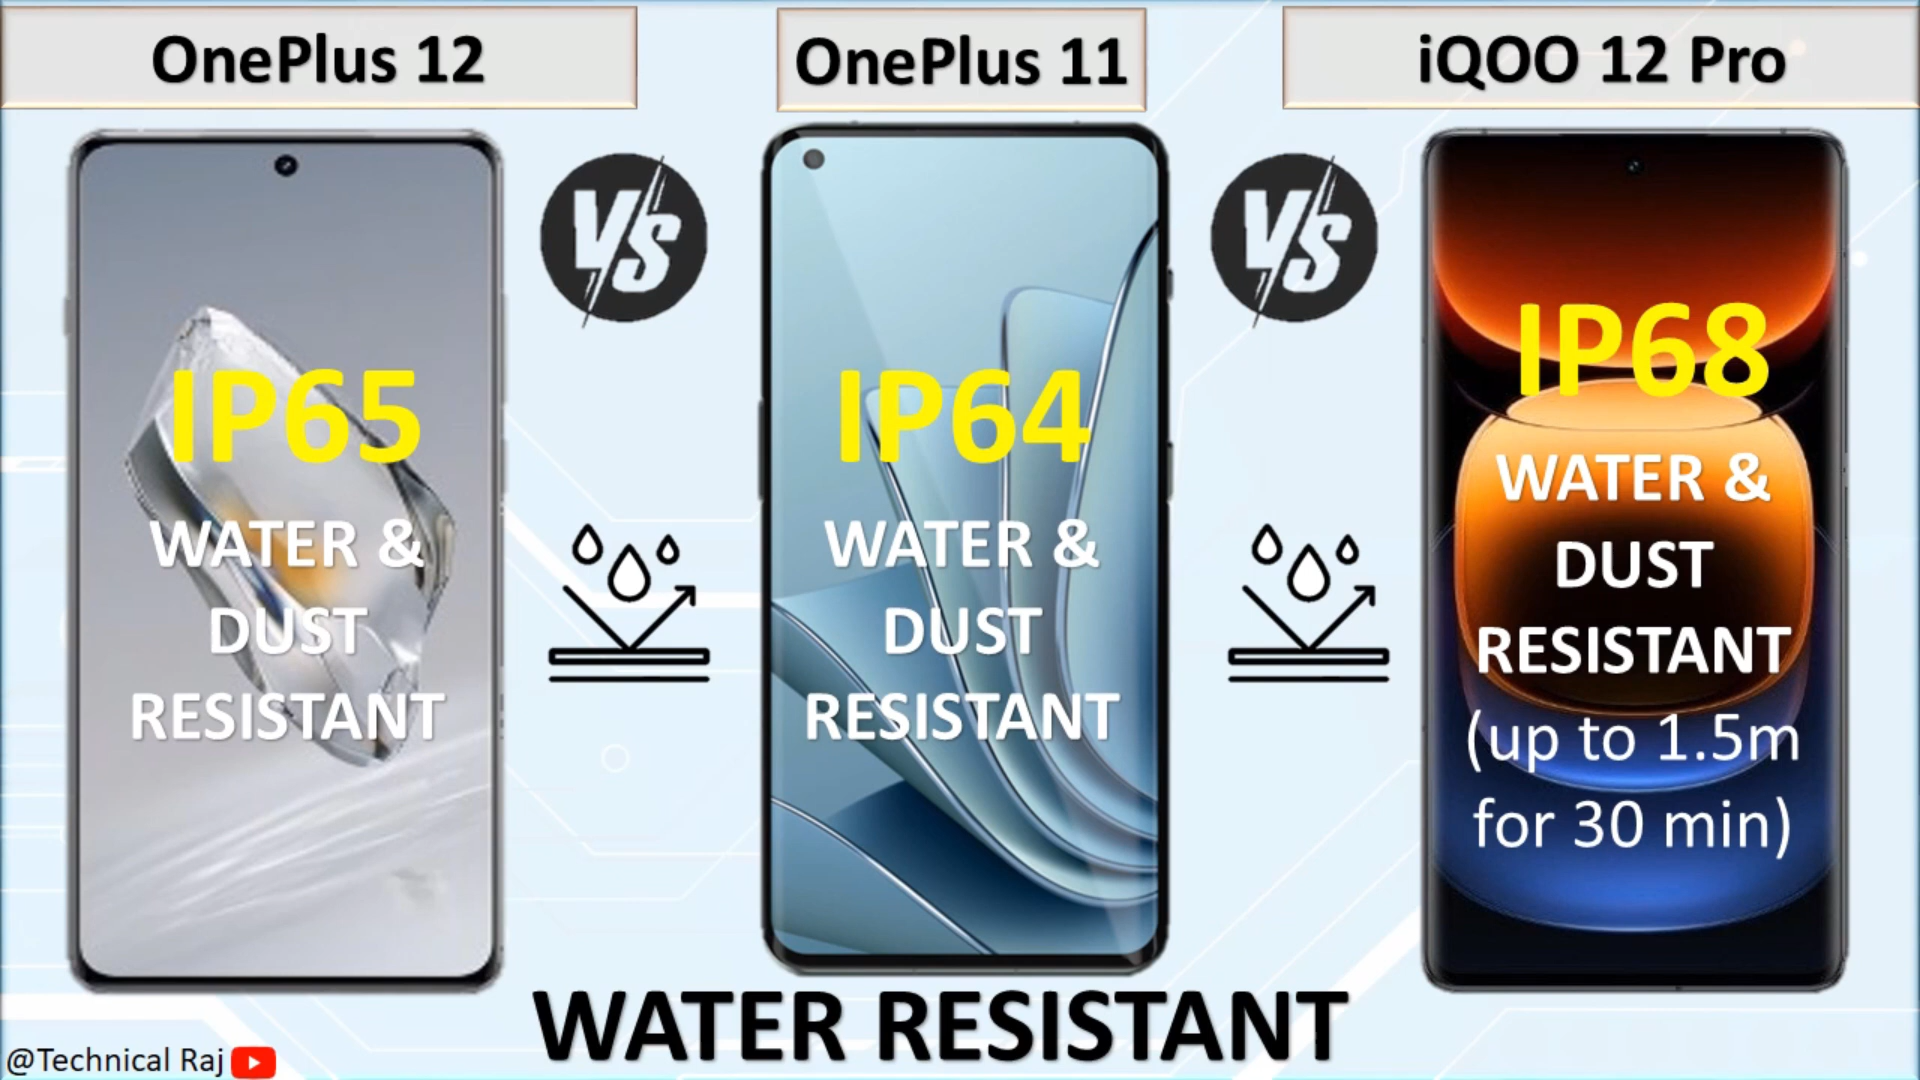 OnePlus 12
OnePlus 11
iQOO 12 Pro
VS
VS
IP65
WATER &
DUST
RESISTANT
IP64
WATER &
DUST
RESISTANT
IP68
WATER &
DUST
RESISTANT
(up to 1.5m
for 30 min)
WATER RESISTANT
@Technical Raj